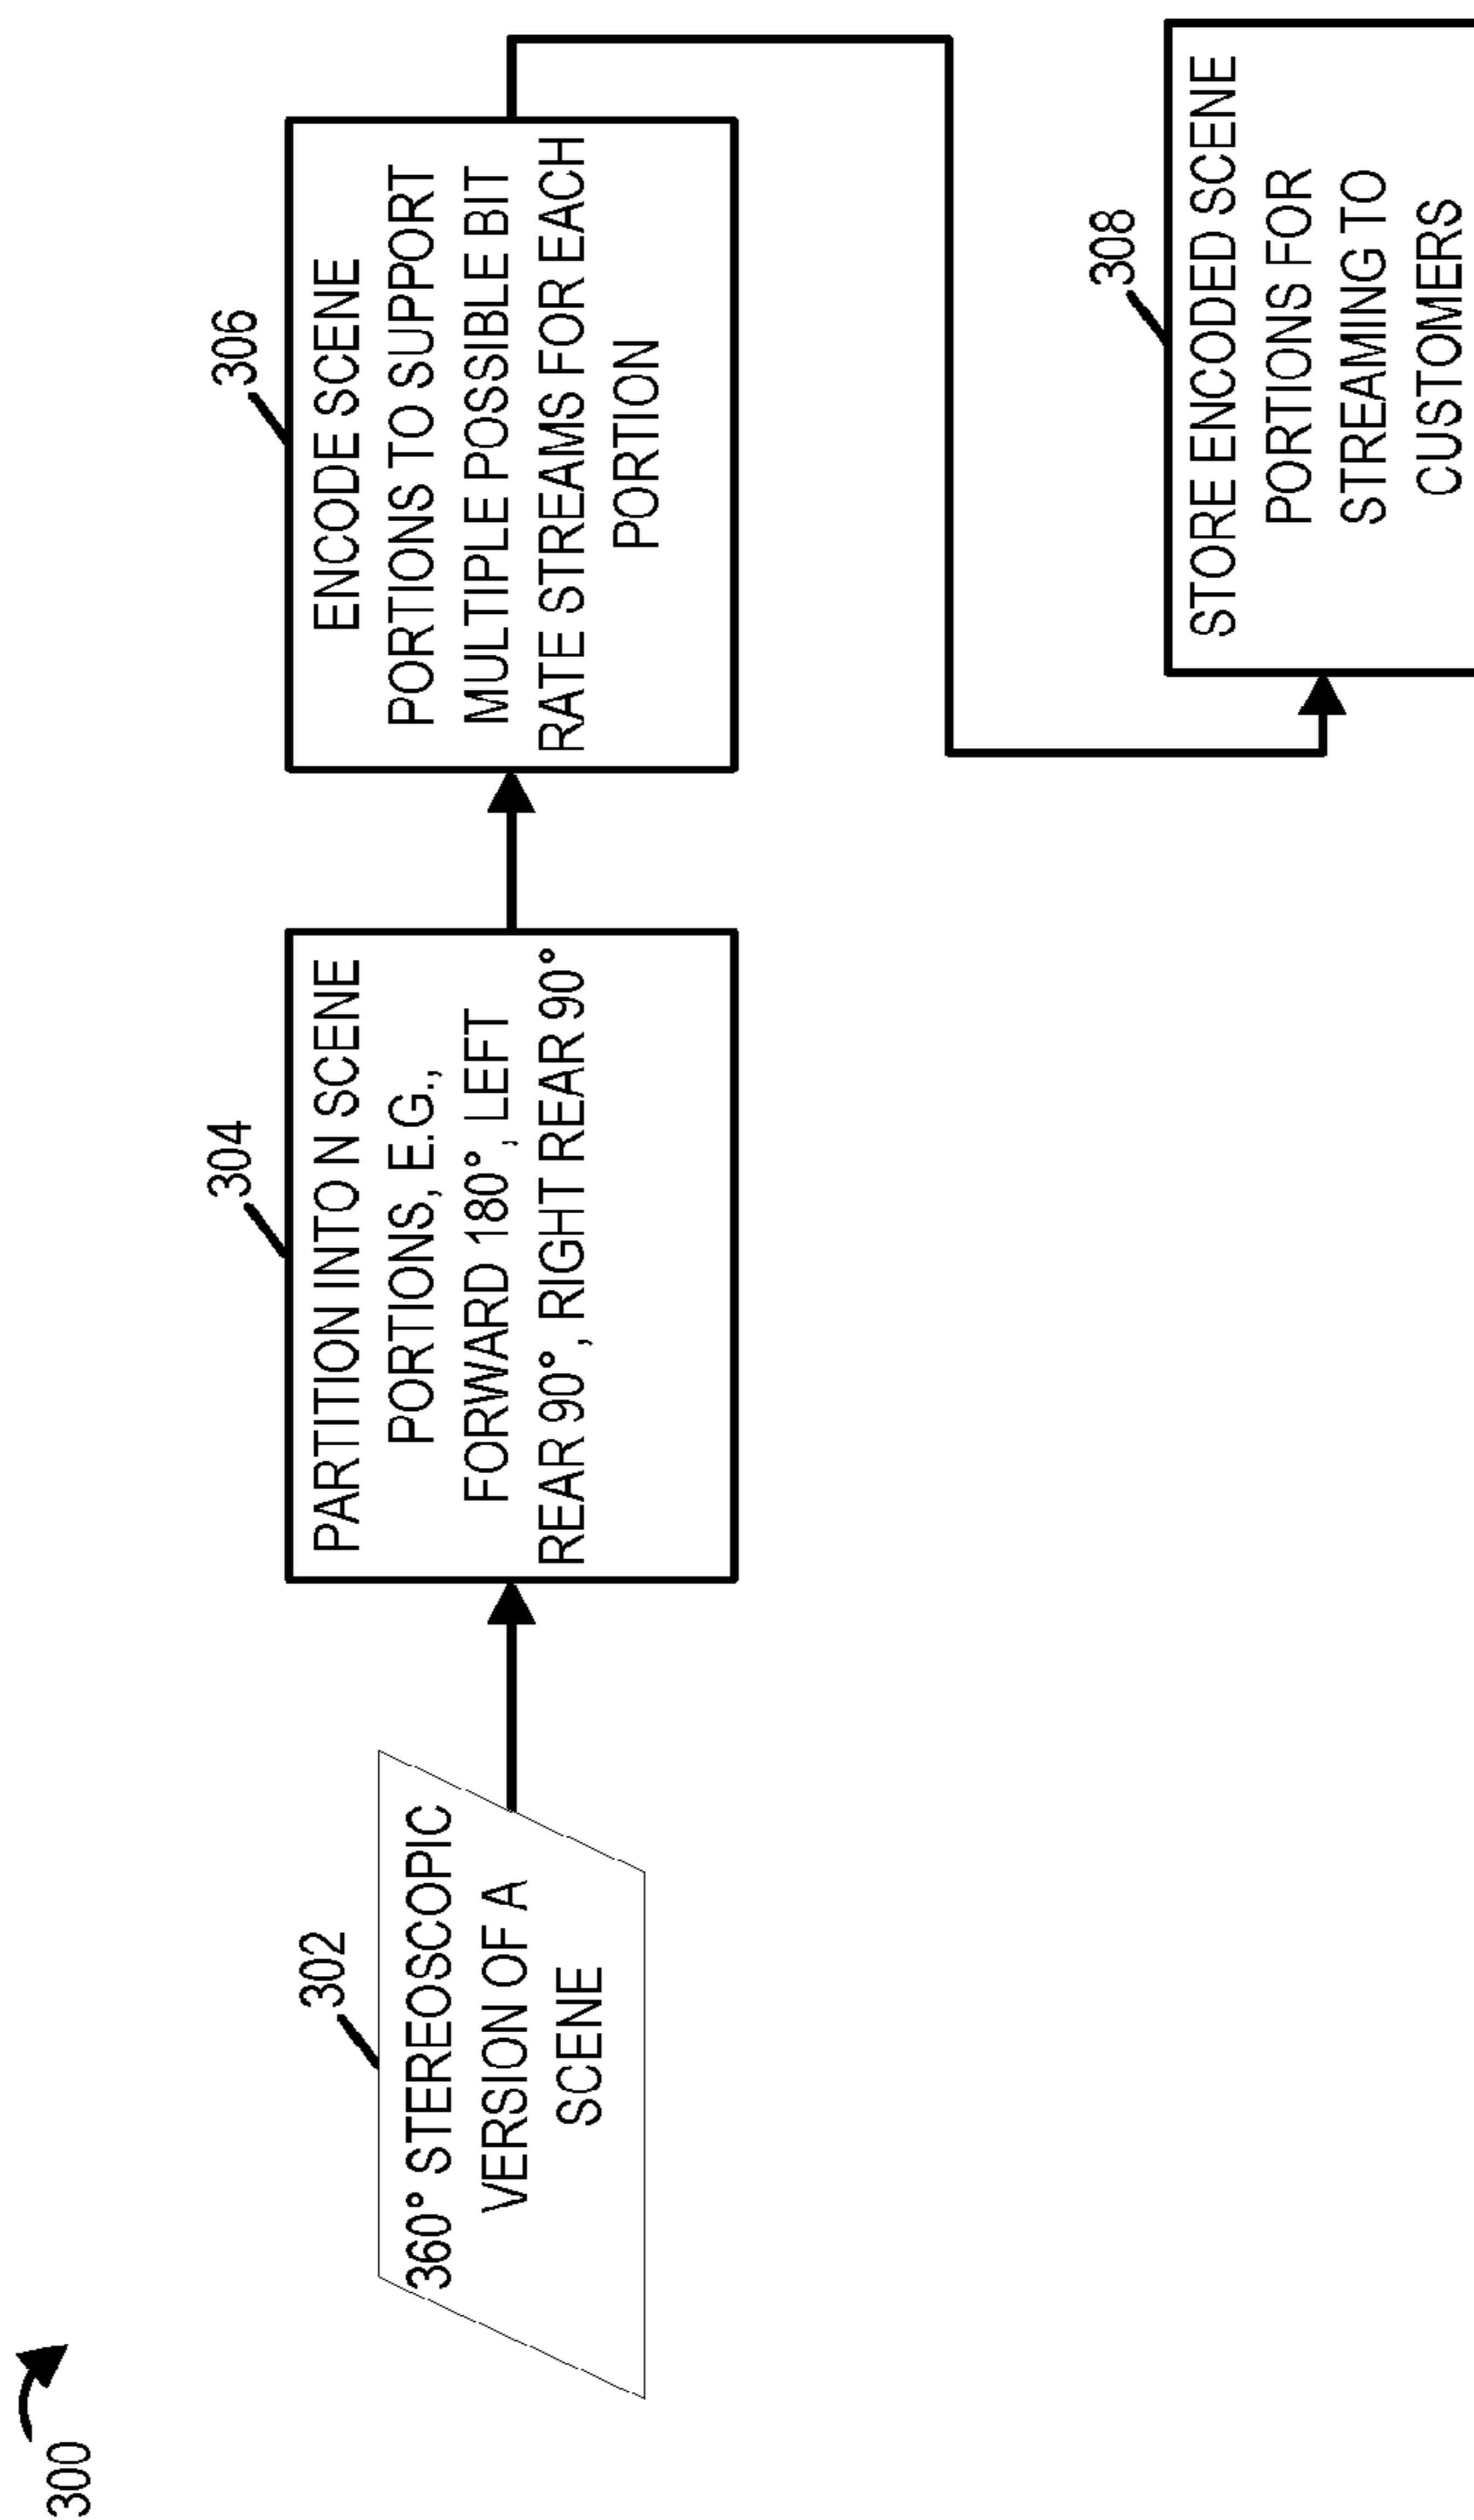 300
302
360° STEREOSCOPIC
VERSION OF A
SCENE
304
PARTITION INTO N SCENE
PORTIONS, E.G.,
FORWARD 180°, LEFT
REAR 90°, RIGHT REAR 90°
306
ENCODE SCENE
PORTIONS TO SUPPORT
MULTIPLE POSSIBLE BIT
RATE STREAMS FOR EACH
PORTION
308
STORE ENCODED SCENE
PORTIONS FOR
STREAMING TO
CUSTOMERS